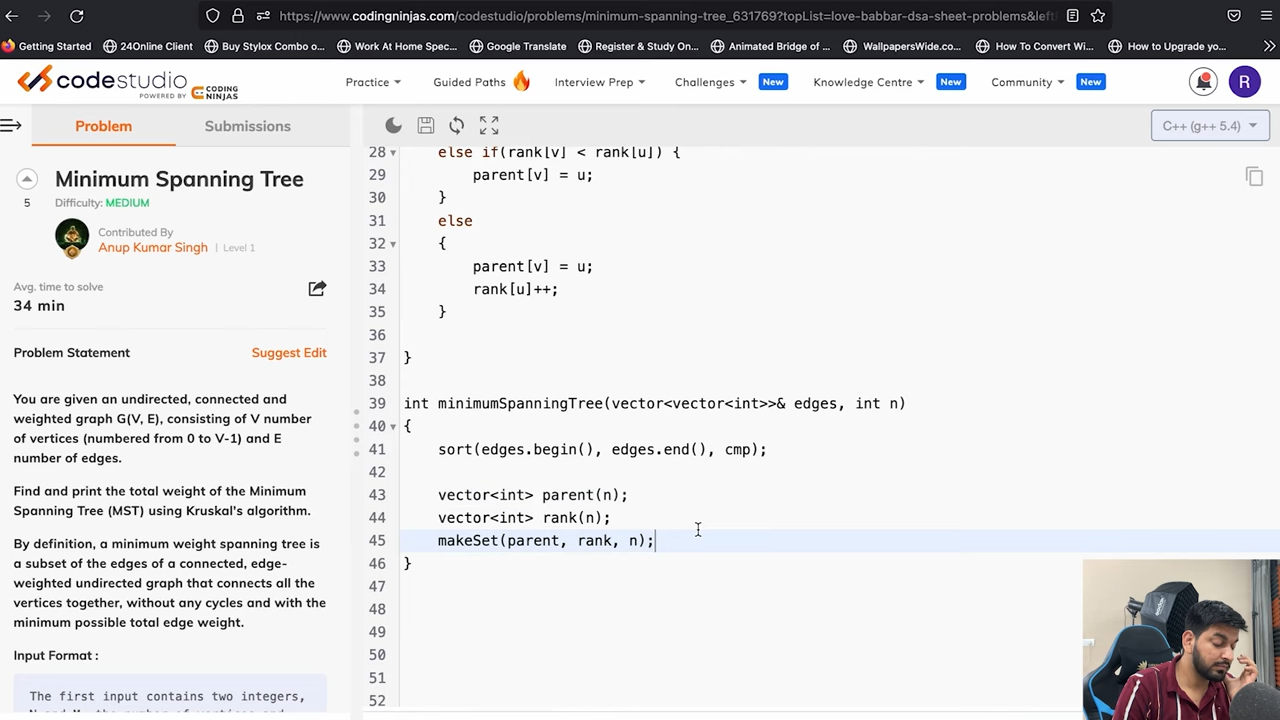 https://www.codingninjas.com/codestudio/problems/minimum-spanning-tree_631769?topList=love-babbar-dsa-sheet-problems&left
Getting Started 24Online Client Buy Stylox Combo o... Work At Home Spec... Google Translate Register & Study On... Animated Bridge of ... WallpapersWide.co... How To Convert Wi... How to Upgrade yo...
codestudio
POWERED BY CODING NINJAS
Practice Guided Paths Interview Prep Challenges New Knowledge Centre New Community New R
Problem Submissions
C++ (g++ 5.4)
Minimum Spanning Tree
5
Difficulty: MEDIUM
Contributed By
Anup Kumar Singh | Level 1
Avg. time to solve
34 min
Problem Statement Suggest Edit
You are given an undirected, connected and
weighted graph G(V, E), consisting of V number
of vertices (numbered from 0 to V-1) and E
number of edges.
Find and print the total weight of the Minimum
Spanning Tree (MST) using Kruskal's algorithm.
By definition, a minimum weight spanning tree is
a subset of the edges of a connected, edge-
weighted undirected graph that connects all the
vertices together, without any cycles and with the
minimum possible total edge weight.
Input Format :
The first input contains two integers,
28 else if(rank[v] < rank[u]) {
29 parent[v] = u;
30 }
31 else
32 {
33 parent[v] = u;
34 rank[u]++;
35 }
36
37 }
38
39 int minimumSpanningTree(vector<vector<int>>& edges, int n)
40 {
41 sort(edges.begin(), edges.end(), cmp);
42
43 vector<int> parent(n);
44 vector<int> rank(n);
45 makeSet(parent, rank, n);
46 }
47
48
49
50
51
52